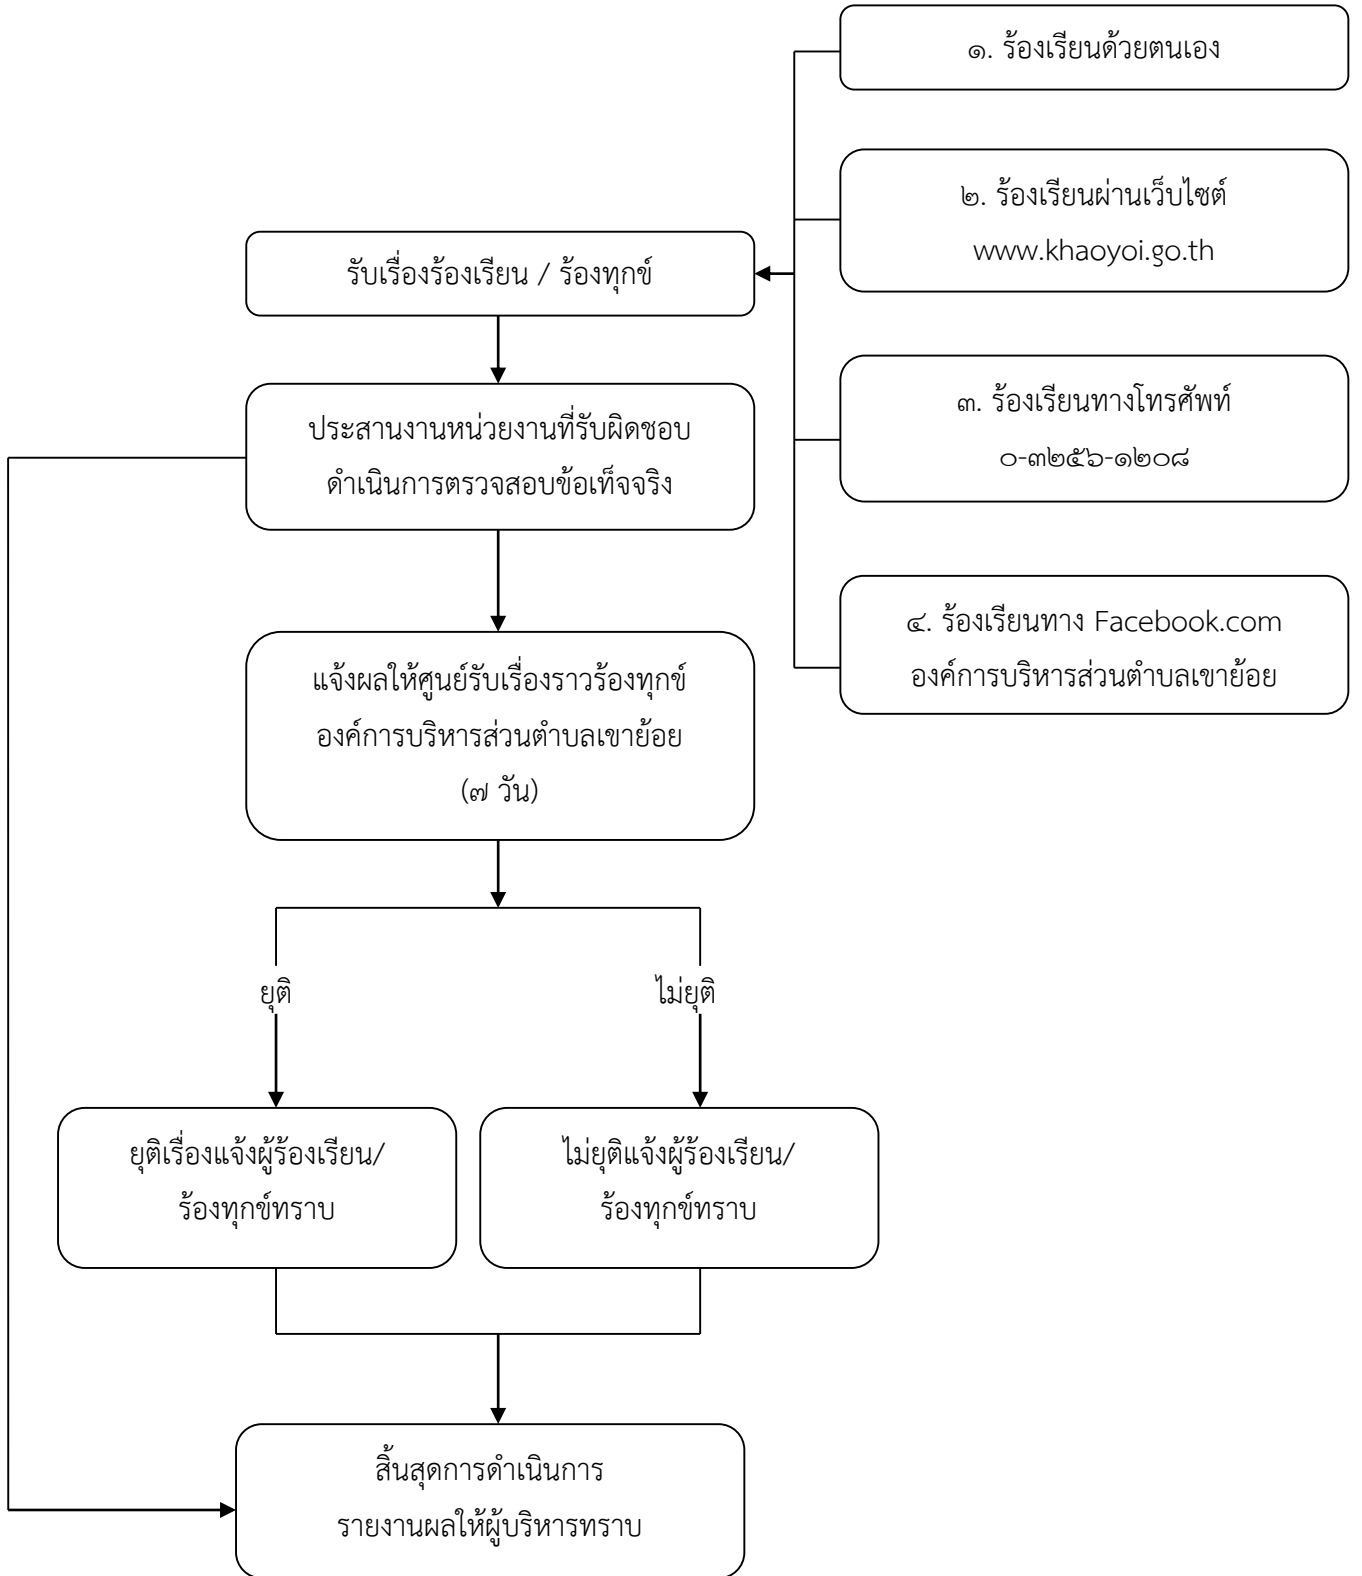 ๑. ร้องเรียนด้วยตนเอง
๒. ร้องเรียนผ่านเว็บไซต์
www.khaoyoi.go.th
รับเรื่องร้องเรียน / ร้องทุกข์
๓. ร้องเรียนทางโทรศัพท์
๐-๓๒๕๖-๑๒๐๘
ประสานงานหน่วยงานที่รับผิดชอบ
ดำเนินการตรวจสอบข้อเท็จจริง
๔. ร้องเรียนทาง Facebook.com
องค์การบริหารส่วนตำบลเขาย้อย
แจ้งผลให้ศูนย์รับเรื่องราวร้องทุกข์
องค์การบริหารส่วนตำบลเขาย้อย
(๗ วัน)
ยุติ
ไม่ยุติ
ยุติเรื่องแจ้งผู้ร้องเรียน/
ร้องทุกข์ทราบ
ไม่ยุติแจ้งผู้ร้องเรียน/
ร้องทุกข์ทราบ
สิ้นสุดการดำเนินการ
รายงานผลให้ผู้บริหารทราบ